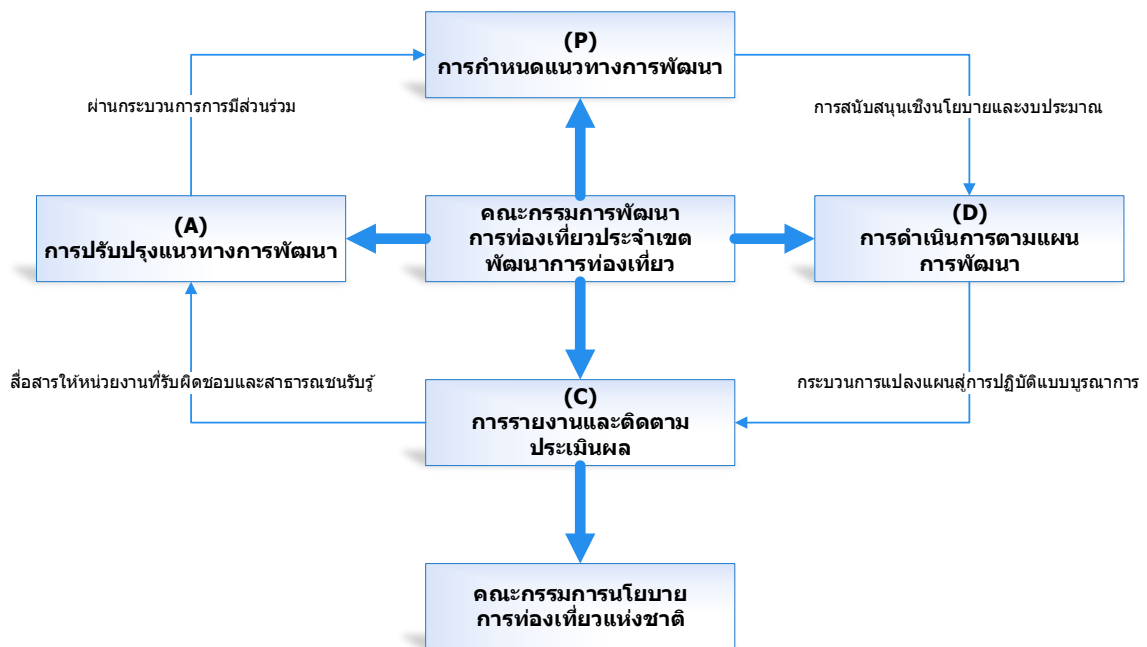 (P)
การกำหนดแนวทางการพัฒนา
ผ่านกระบวนการการมีส่วนร่วม
การสนับสนุนเชิงนโยบายและงบประมาณ
(A)
การปรับปรุงแนวทางการพัฒนา
คณะกรรมการพัฒนา
การท่องเที่ยวประจำเขต
พัฒนาการท่องเที่ยว
(D)
การดำเนินการตามแผน
การพัฒนา
สื่อสารให้หน่วยงานที่รับผิดชอบและสาธารณชนรับรู้
กระบวนการแปลงแผนสู่การปฏิบัติแบบบูรณาการ
(C)
การรายงานและติดตาม
ประเมินผล
คณะกรรมการนโยบาย
การท่องเที่ยวแห่งชาติ